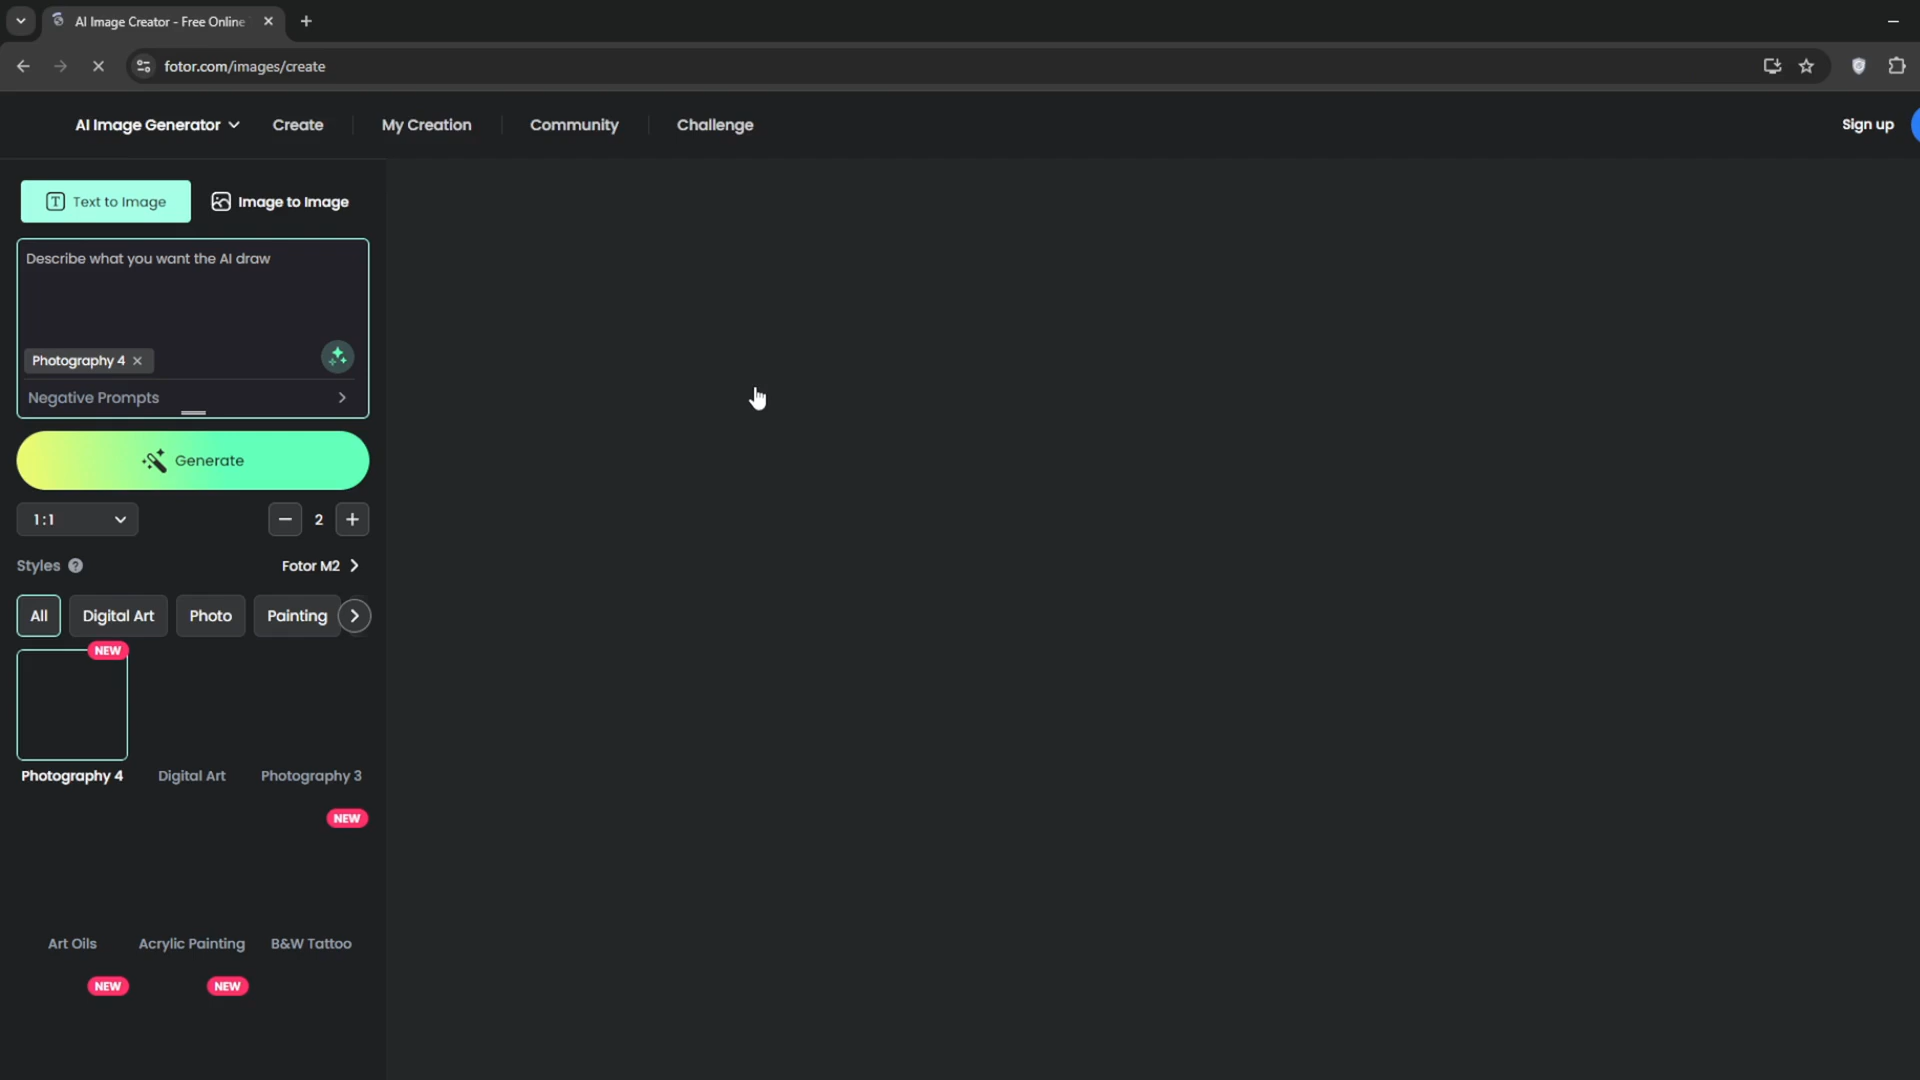 AI Image Creator - Free Online
fotor.com/images/create
AI Image Generator
Create
My Creation
Community
Challenge
Sign up
Text to Image
Image to Image
Describe what you want the AI draw
Photography 4
Negative Prompts
Generate
1:1
2
Styles
Fotor M2
All
Digital Art
Photo
Painting
NEW
Photography 4
Digital Art
Photography 3
NEW
Art Oils
Acrylic Painting
B&W Tattoo
NEW
NEW